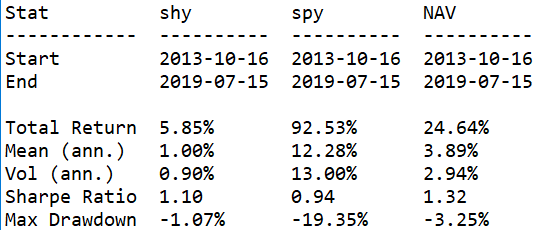 Stat          shy         spy         NAV
------------  ----------  ----------  ----------
Start         2013-10-16  2013-10-16  2013-10-16
End           2019-07-15  2019-07-15  2019-07-15

Total Return  5.85%       92.53%      24.64%
Mean (ann.)   1.00%       12.28%      3.89%
Vol (ann.)    0.90%       13.00%      2.94%
Sharpe Ratio  1.10        0.94        1.32
Max Drawdown  -1.07%      -19.35%     -3.25%